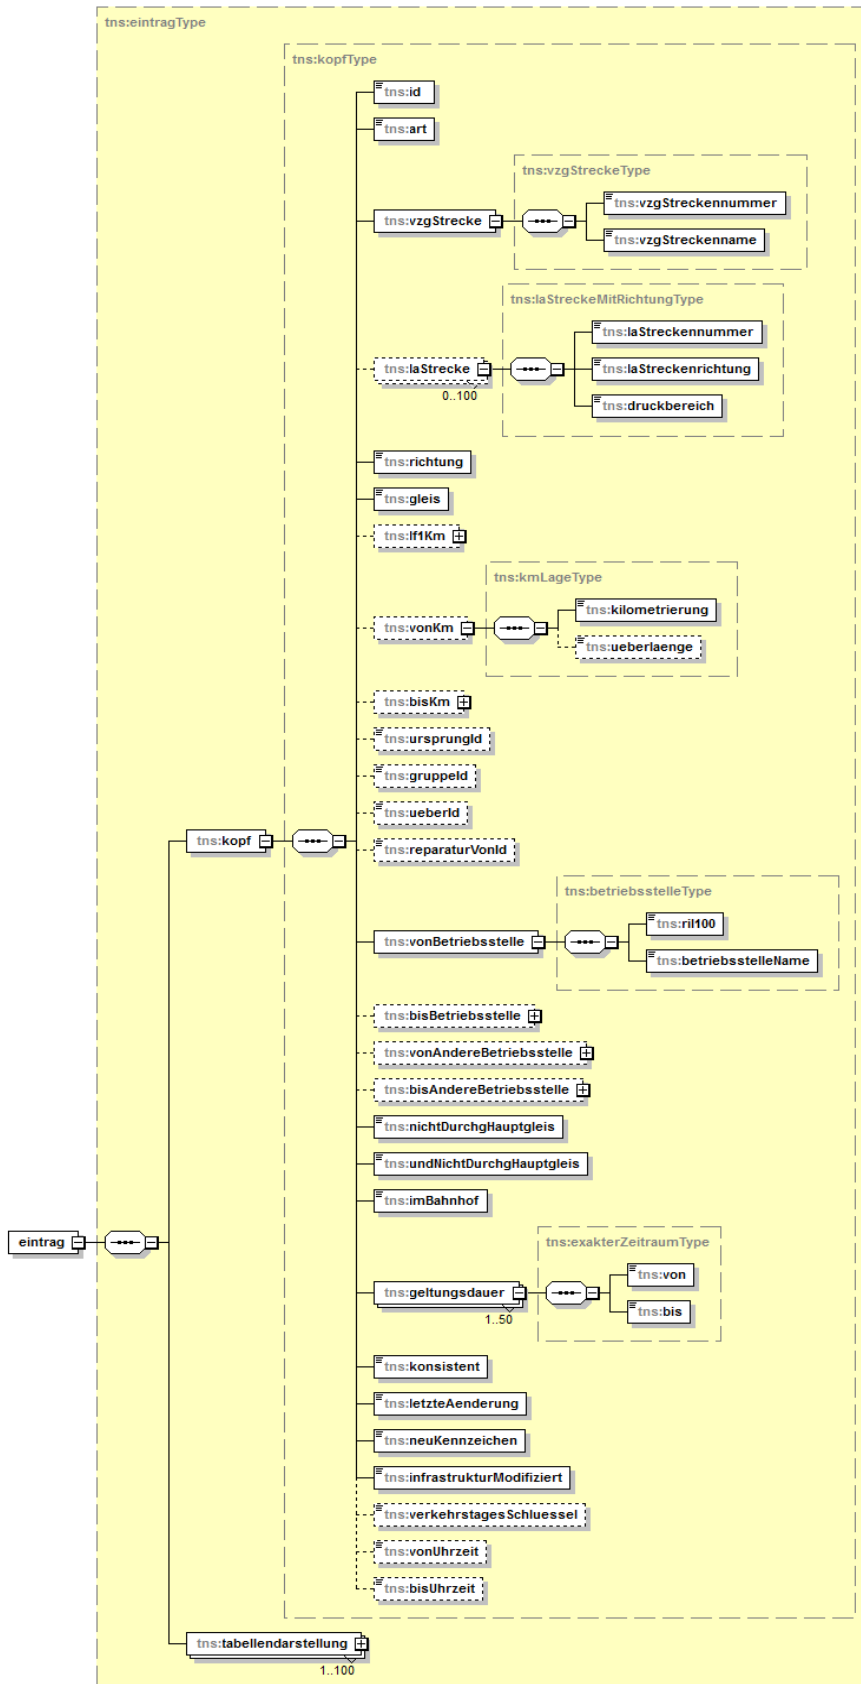 tns:eintragType
tns:kopfType
tns:id
tns:art
tns:vzgStreckeType
tns:vzgStrecke
tns:vzgStreckennummer
tns:vzgStreckenname
tns:laStreckeMitRichtungType
tns:laStrecke
0..100
tns:laStreckennummer
tns:laStreckenrichtung
tns:druckbereich
tns:richtung
tns:gleis
tns:lf1Km
tns:kmLageType
tns:vonKm
tns:kilometrierung
tns:ueberlaenge
tns:bisKm
tns:ursprungId
tns:gruppeId
tns:ueberId
tns:kopf
tns:reparaturVonId
tns:betriebsstelleType
tns:vonBetriebsstelle
tns:ril100
tns:betriebsstelleName
tns:bisBetriebsstelle
tns:vonAndereBetriebsstelle
tns:bisAndereBetriebsstelle
tns:nichtDurchgHauptgleis
tns:undNichtDurchgHauptgleis
tns:imBahnhof
eintrag
tns:exakterZeitraumType
tns:geltungsdauer
1..50
tns:von
tns:bis
tns:konsistent
tns:letzteAenderung
tns:neuKennzeichen
tns:infrastrukturModifiziert
tns:verkehrstagesSchluessel
tns:vonUhrzeit
tns:bisUhrzeit
tns:tabellendarstellung
1..100